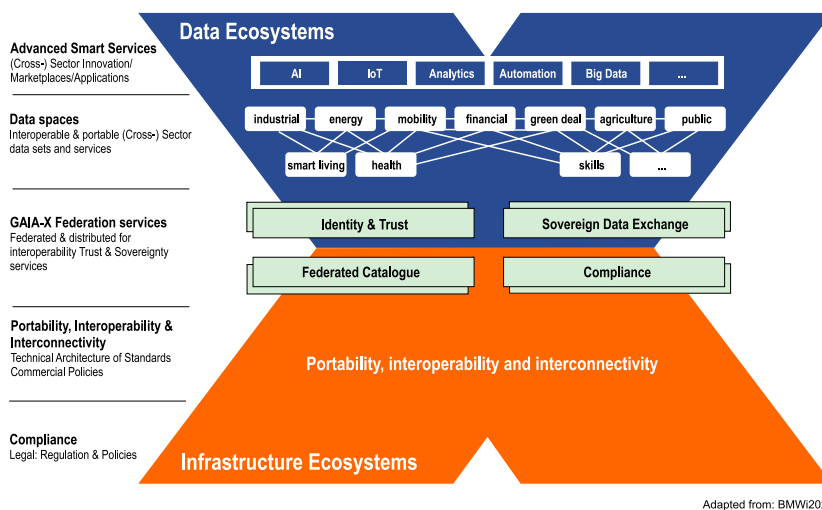 Data Ecosystems
Advanced Smart Services
(Cross-) Sector Innovation/
Marketplaces/Applications
AI
IoT
Analytics
Automation
Big Data
...
Data spaces
Interoperable & portable (Cross-) Sector
data sets and services
industrial
energy
mobility
financial
green deal
agriculture
public
smart living
health
skills
...
GAIA-X Federation services
Federated & distributed for
interoperability Trust & Sovereignty
services
Identity & Trust
Sovereign Data Exchange
Federated Catalogue
Compliance
Portability, Interoperability &
Interconnectivity
Technical Architecture of Standards
Commercial Policies
Portability, interoperability and interconnectivity
Compliance
Legal: Regulation & Policies
Infrastructure Ecosystems
Adapted from: